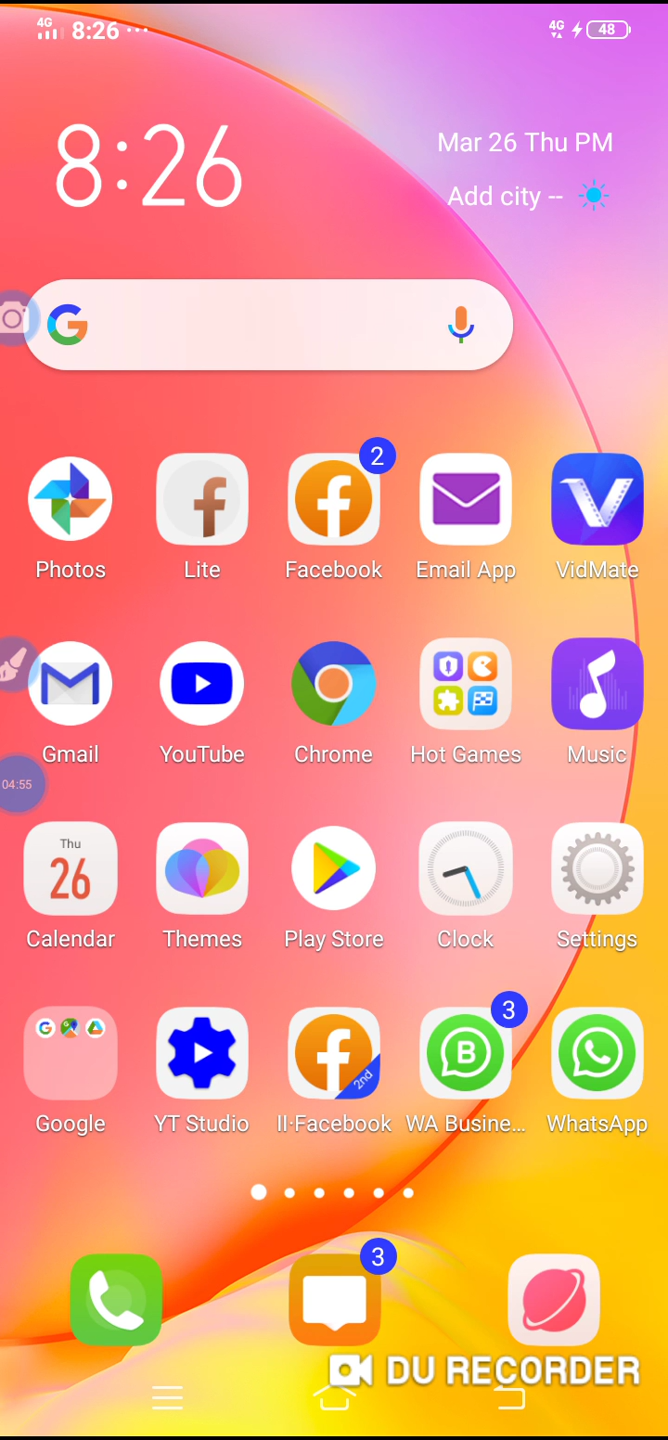 4G 8:26 ... 4G 48
8:26
Mar 26 Thu PM
Add city --
G
2
Photos Lite Facebook Email App VidMate
Gmail YouTube Chrome Hot Games Music
04:55
Thu
26
Calendar Themes Play Store Clock Settings
3
B
2nd
Google YT Studio II·Facebook WA Busine... WhatsApp
3
DU RECORDER